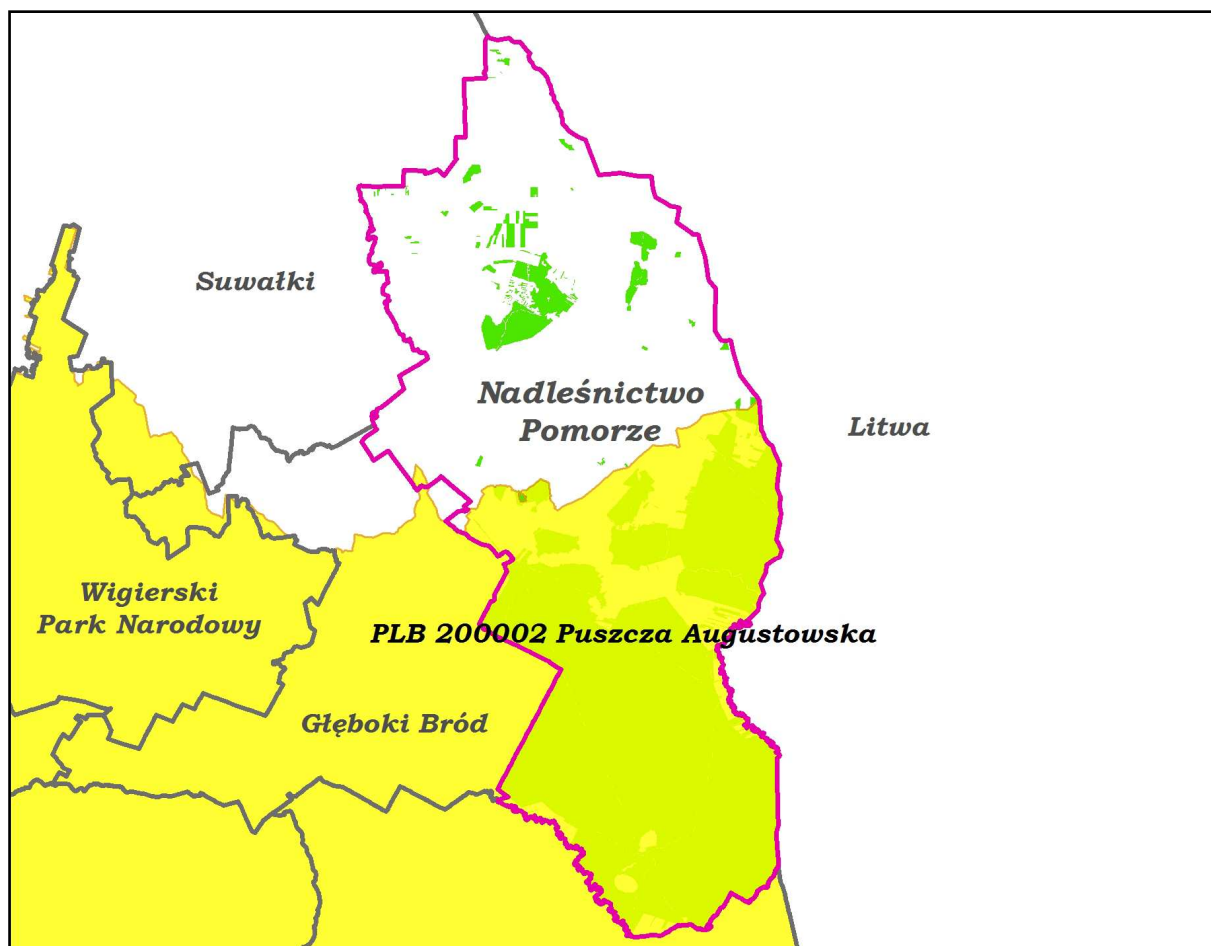 Suwałki
Nadleśnictwo
Pomorze
Litwa
Wigierski
Park Narodowy
PLB 200002 Puszcza Augustowska
Głęboki Bród